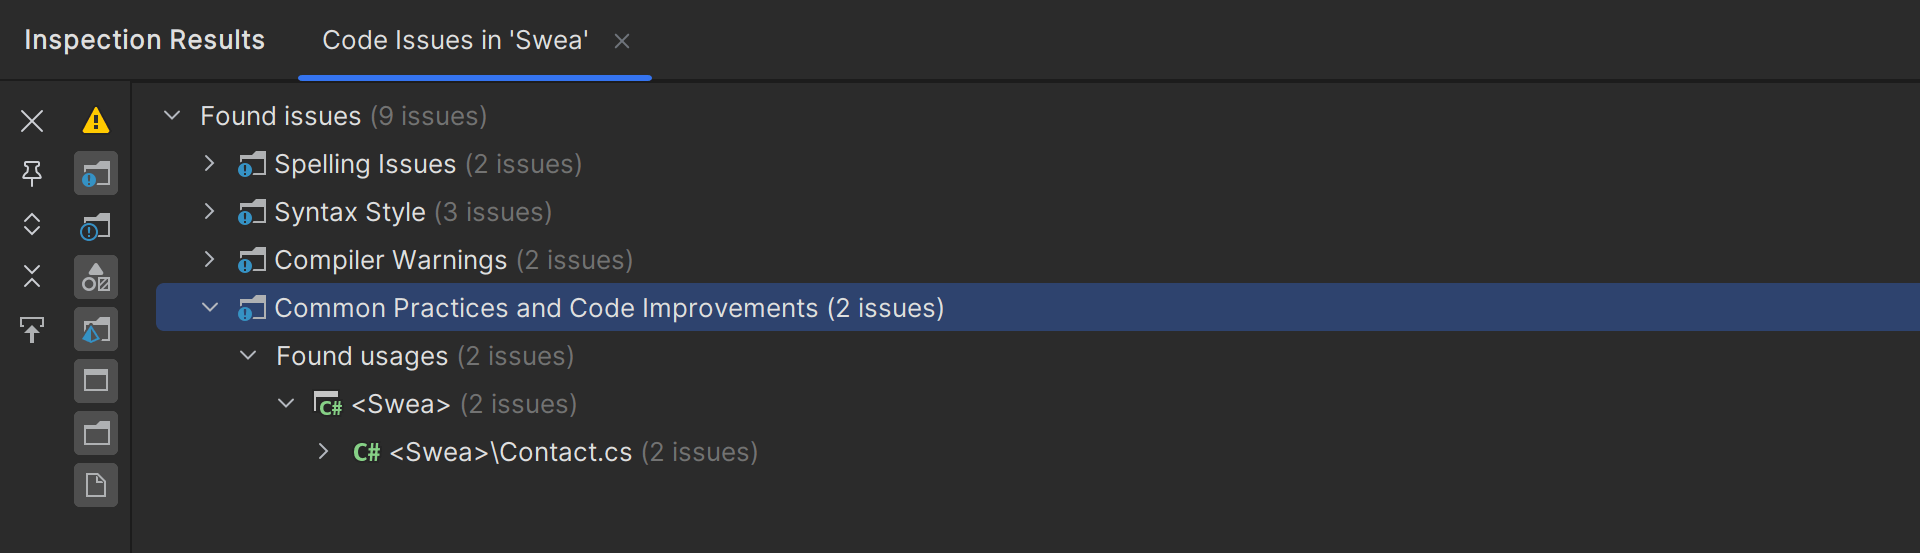 Inspection Results Code Issues in 'Swea'
Found issues (9 issues)
Spelling Issues (2 issues)
Syntax Style (3 issues)
Compiler Warnings (2 issues)
Common Practices and Code Improvements (2 issues)
Found usages (2 issues)
C# <Swea> (2 issues)
C# <Swea>\Contact.cs (2 issues)